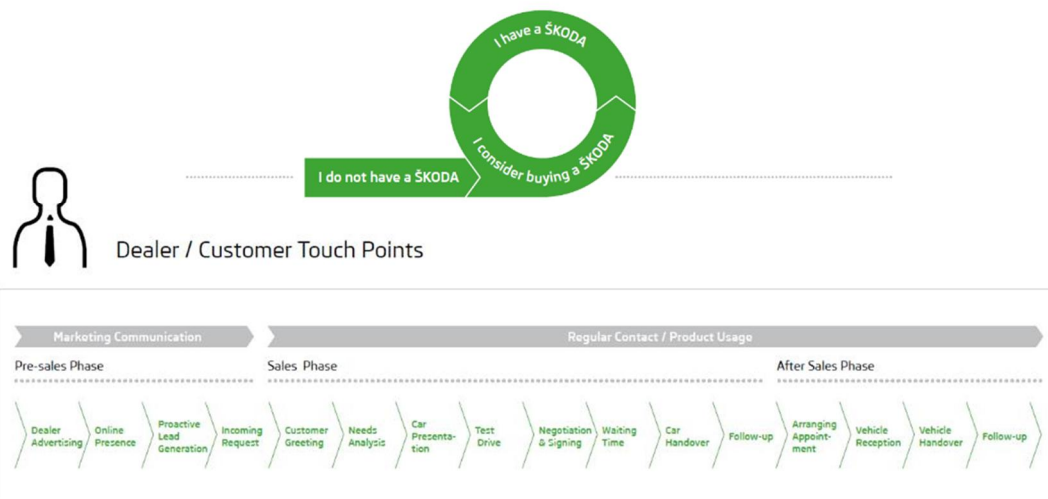 I have a ŠKODA
I consider buying a ŠKODA
I do not have a ŠKODA
Dealer / Customer Touch Points
Marketing Communication
Regular Contact / Product Usage
Pre-sales Phase
Sales Phase
After Sales Phase
Dealer
Advertising
Online
Presence
Proactive
Lead
Generation
Incoming
Request
Customer
Greeting
Needs
Analysis
Car
Presenta-
tion
Test
Drive
Negotiation
& Signing
Waiting
Time
Car
Handover
Follow-up
Arranging
Appoint-
ment
Vehicle
Reception
Vehicle
Handover
Follow-up